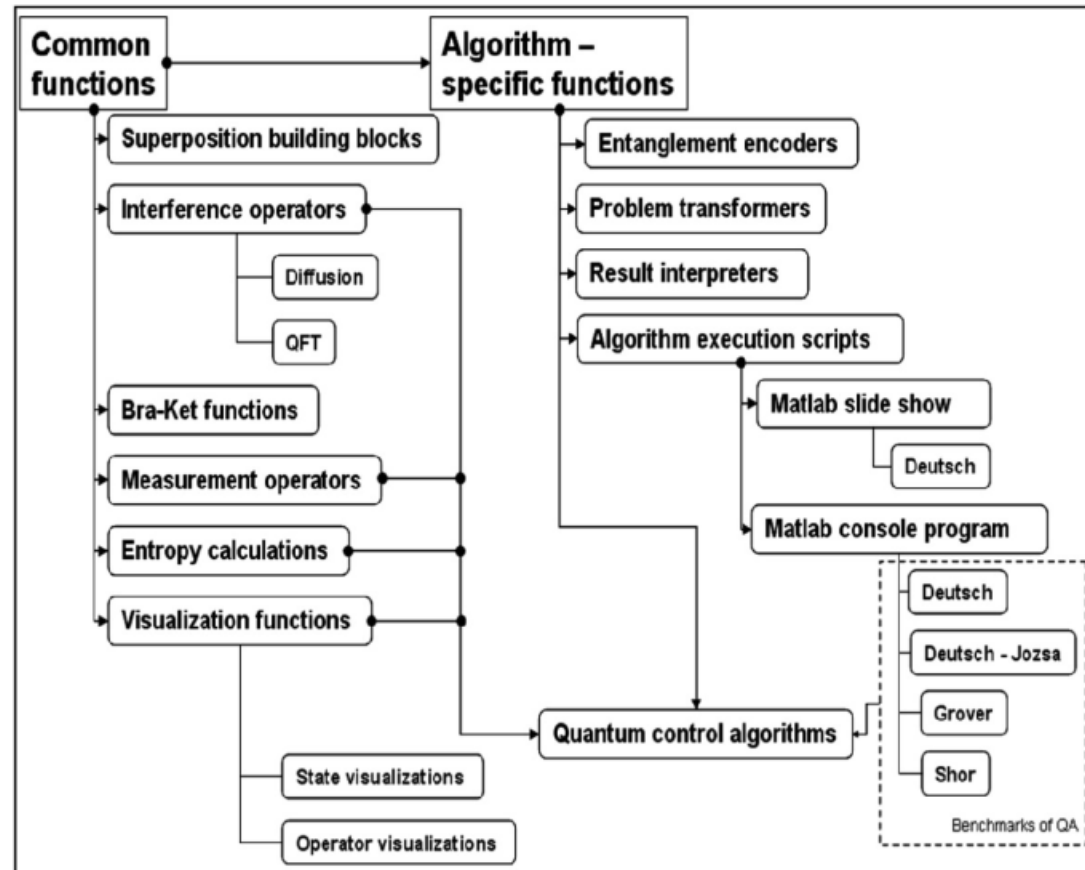 Common
functions
Algorithm –
specific functions
Superposition building blocks
Interference operators
Diffusion
QFT
Bra-Ket functions
Measurement operators
Entropy calculations
Visualization functions
State visualizations
Operator visualizations
Entanglement encoders
Problem transformers
Result interpreters
Algorithm execution scripts
Matlab slide show
Deutsch
Matlab console program
Deutsch
Deutsch - Jozsa
Grover
Shor
Benchmarks of QA
Quantum control algorithms